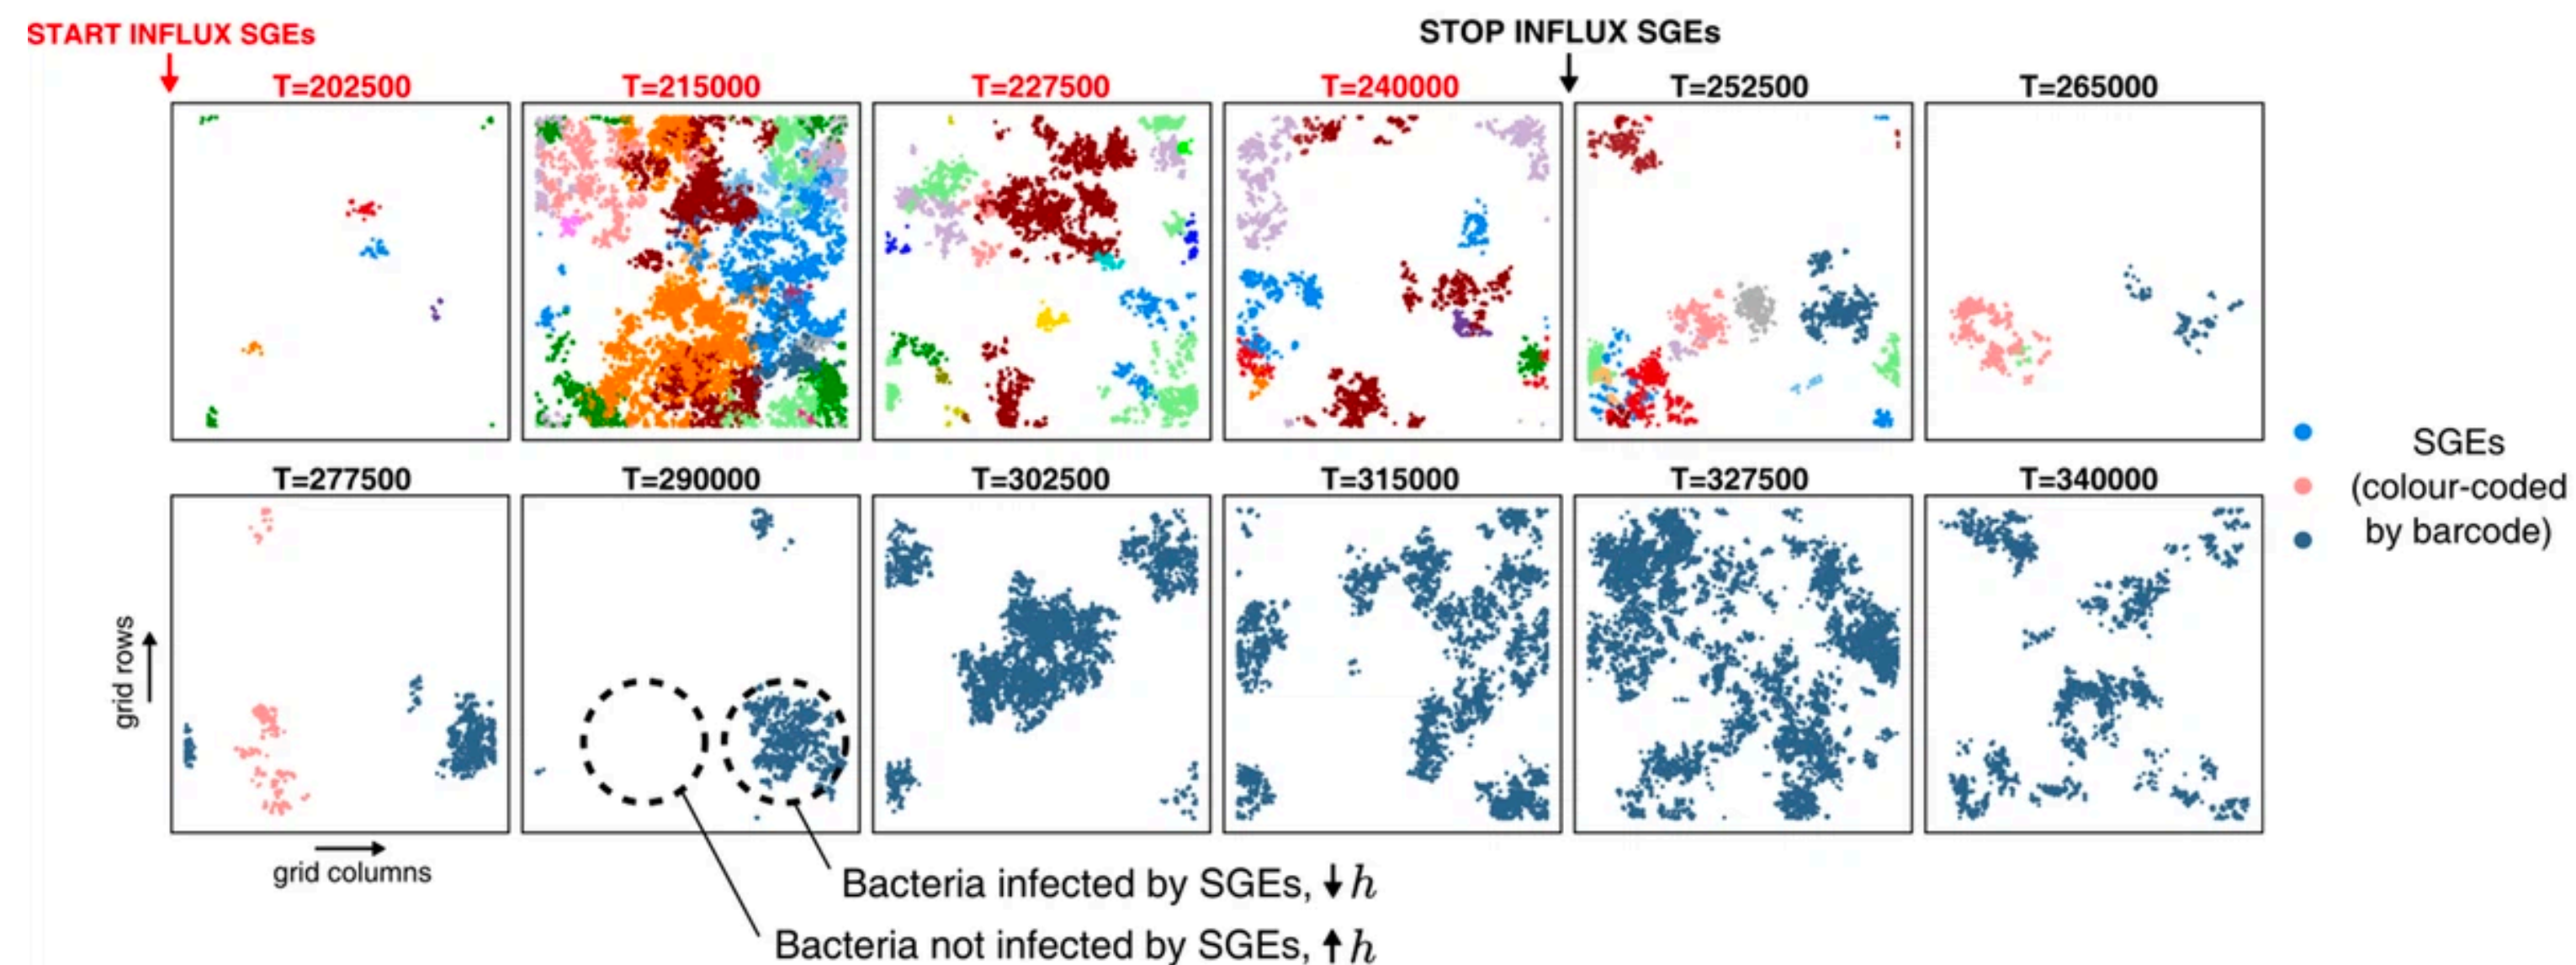 START INFLUX SGEs
STOP INFLUX SGEs
T=202500
T=215000
T=227500
T=240000
T=252500
T=265000
SGEs
(colour-coded
by barcode)
T=277500
T=290000
T=302500
T=315000
T=327500
T=340000
grid rows
grid columns
Bacteria infected by SGEs, ↓h
Bacteria not infected by SGEs, ↑h